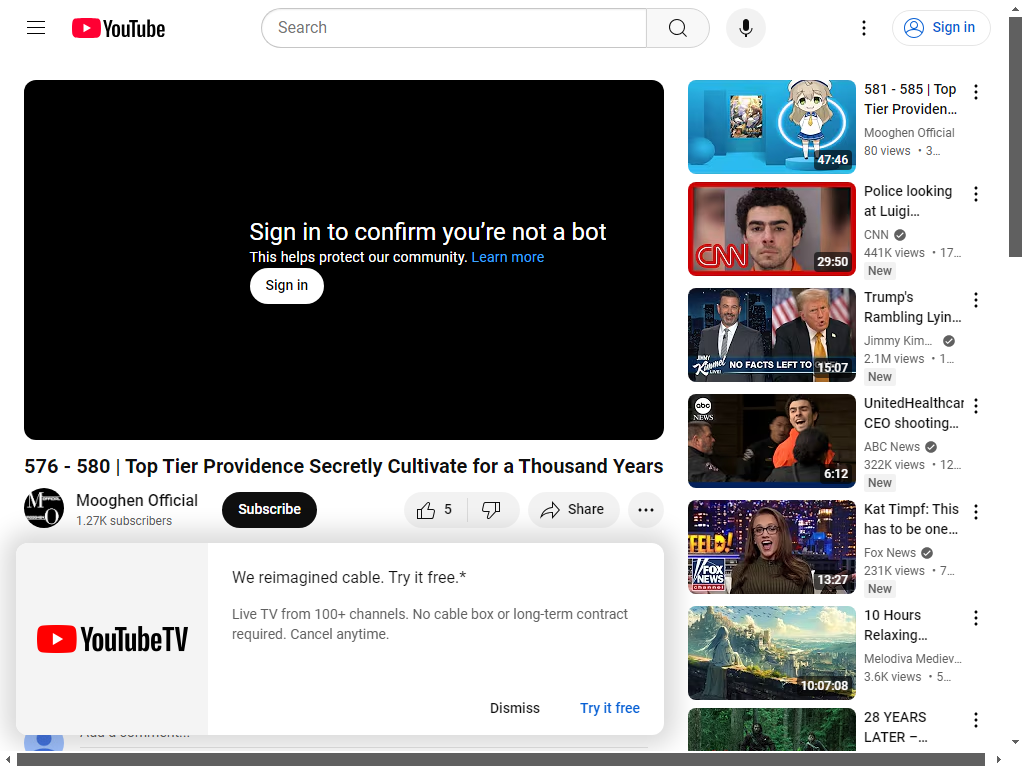 YouTube
Search
Sign in
Sign in to confirm you’re not a bot
This helps protect our community. Learn more
Sign in
576 - 580 | Top Tier Providence Secretly Cultivate for a Thousand Years
Mooghen Official
1.27K subscribers
Subscribe
5
Share
We reimagined cable. Try it free.*
Live TV from 100+ channels. No cable box or long-term contract
required. Cancel anytime.
YouTubeTV
Dismiss
Try it free
Add a comment...
47:46
581 - 585 | Top
Tier Providen...
Mooghen Official
80 views • 3...
CNN
29:50
Police looking
at Luigi...
CNN
441K views • 17...
New
JIMMY
Kimmel
LIVE!
NO FACTS LEFT TO
15:07
Trump's
Rambling Lyin...
Jimmy Kim...
2.1M views • 1...
New
abc
NEWS
6:12
UnitedHealthcar
CEO shooting...
ABC News
322K views • 12...
New
FELD!
FOX
NEWS
channel
13:27
Kat Timpf: This
has to be one...
Fox News
231K views • 7...
New
10:07:08
10 Hours
Relaxing...
Melodiva Mediev...
3.6K views • 5...
28 YEARS
LATER –...